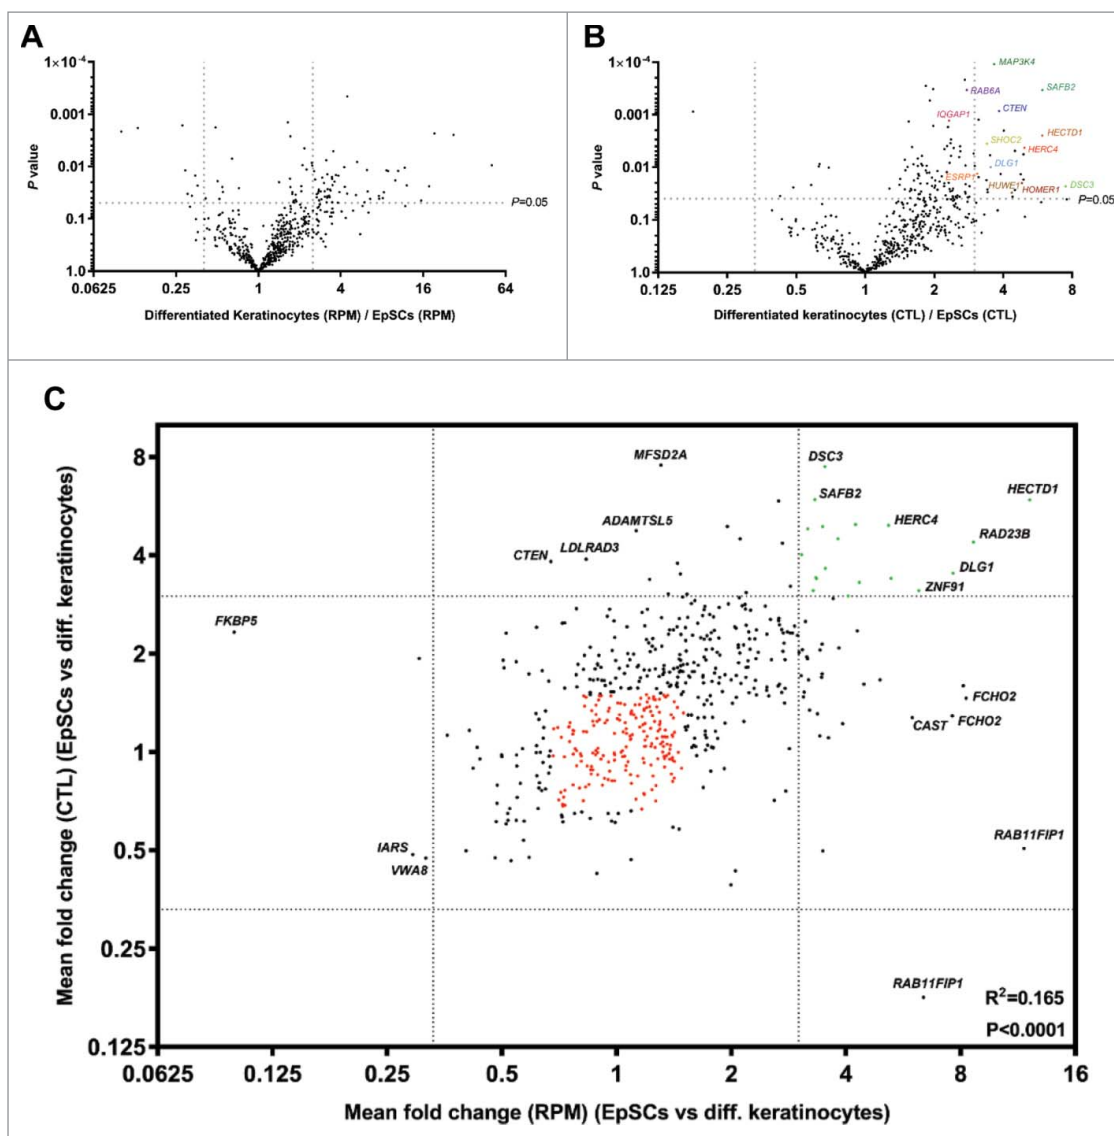 A
P value
1×10⁻⁴
0.001
0.01
0.1
1.0
P=0.05
0.0625
0.25
1
4
16
64
Differentiated Keratinocytes (RPM) / EpSCs (RPM)
B
P value
1×10⁻⁴
0.001
0.01
0.1
1.0
MAP3K4
RAB6A
SAFB2
IQGAP1
CTEN
SHOC2
HECTD1
HERC4
DLG1
ESRP1
HUWE1
HOMER1
DSC3
P=0.05
0.125
0.5
1
2
4
8
Differentiated keratinocytes (CTL) / EpSCs (CTL)
C
Mean fold change (CTL) (EpSCs vs diff. keratinocytes)
8
4
2
1
0.5
0.25
0.125
MFSD2A
DSC3
SAFB2
HECTD1
ADAMTSL5
HERC4
RAD23B
CTEN
LDLRAD3
DLG1
ZNF91
FKBP5
FCHO2
CAST
FCHO2
IARS
VWA8
RAB11FIP1
RAB11FIP1
R²=0.165
P<0.0001
0.0625
0.125
0.25
0.5
1
2
4
8
16
Mean fold change (RPM) (EpSCs vs diff. keratinocytes)